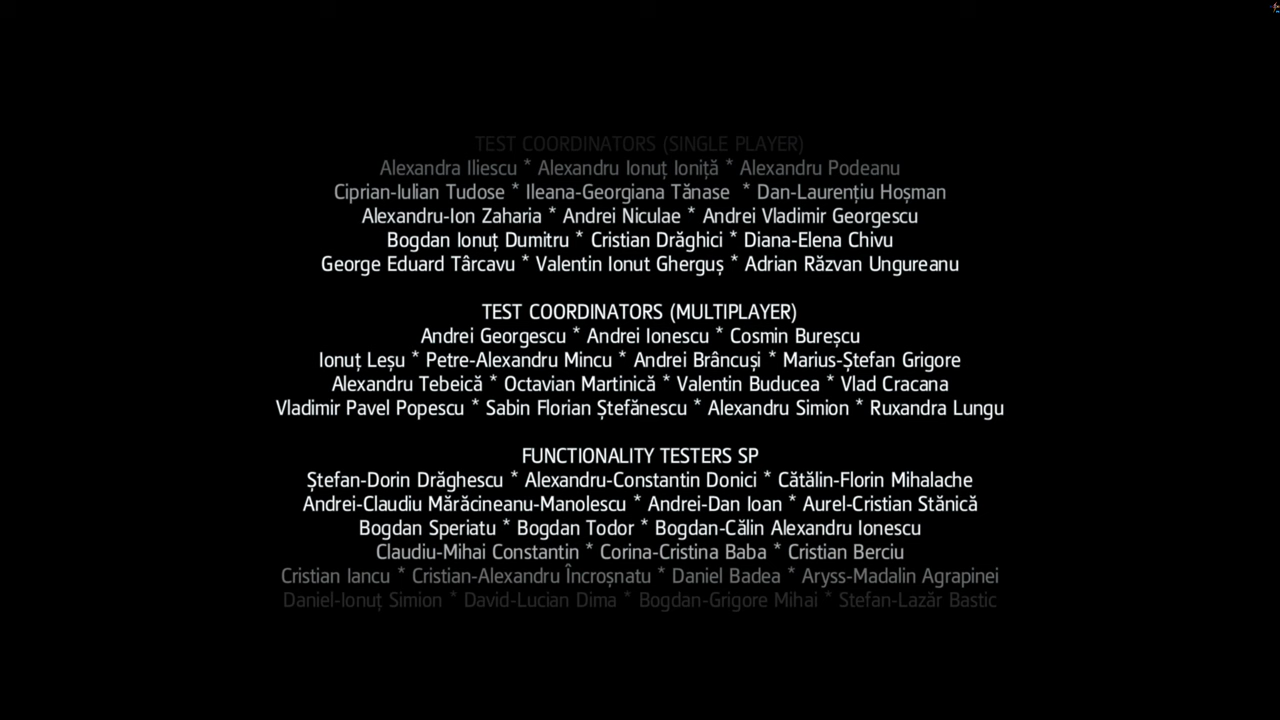 TEST COORDINATORS (SINGLE PLAYER)
Alexandra Iliescu * Alexandru Ionuț Ioniță * Alexandru Podeanu
Ciprian-Iulian Tudose * Ileana-Georgiana Tănase * Dan-Laurențiu Hoșman
Alexandru-Ion Zaharia * Andrei Niculae * Andrei Vladimir Georgescu
Bogdan Ionuț Dumitru * Cristian Drăghici * Diana-Elena Chivu
George Eduard Târcavu * Valentin Ionut Gherguș * Adrian Răzvan Ungureanu
TEST COORDINATORS (MULTIPLAYER)
Andrei Georgescu * Andrei Ionescu * Cosmin Bureșcu
Ionuț Leșu * Petre-Alexandru Mincu * Andrei Brâncuși * Marius-Ștefan Grigore
Alexandru Tebeică * Octavian Martinică * Valentin Buducea * Vlad Cracana
Vladimir Pavel Popescu * Sabin Florian Ștefănescu * Alexandru Simion * Ruxandra Lungu
FUNCTIONALITY TESTERS SP
Ștefan-Dorin Drăghescu * Alexandru-Constantin Donici * Cătălin-Florin Mihalache
Andrei-Claudiu Mărăcineanu-Manolescu * Andrei-Dan Ioan * Aurel-Cristian Stănică
Bogdan Speriatu * Bogdan Todor * Bogdan-Călin Alexandru Ionescu
Claudiu-Mihai Constantin * Corina-Cristina Baba * Cristian Berciu
Cristian Iancu * Cristian-Alexandru Încroșnatu * Daniel Badea * Aryss-Madalin Agrapinei
Daniel-Ionuț Simion * David-Lucian Dima * Bogdan-Grigore Mihai * Stefan-Lazăr Bastic